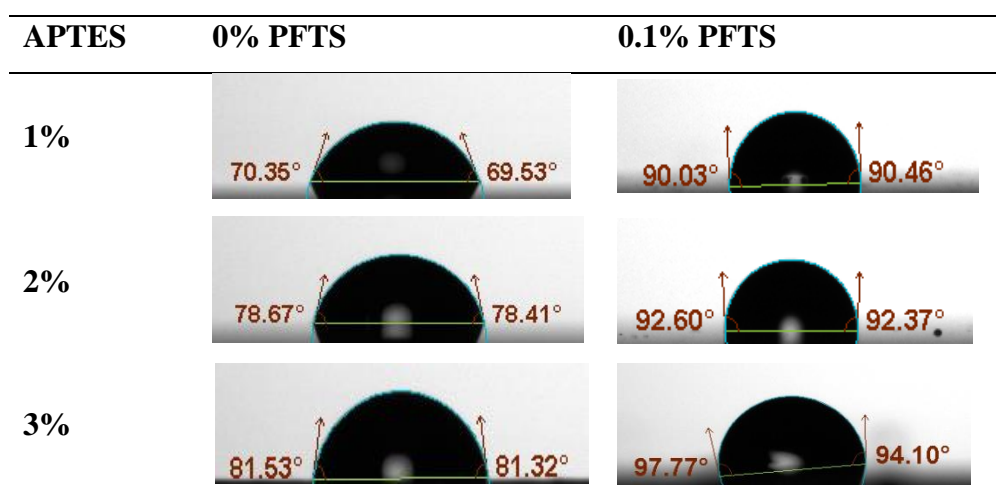 APTES 0% PFTS 0.1% PFTS
1% 70.35° 69.53° 90.03° 90.46°
2% 78.67° 78.41° 92.60° 92.37°
3% 81.53° 81.32° 97.77° 94.10°